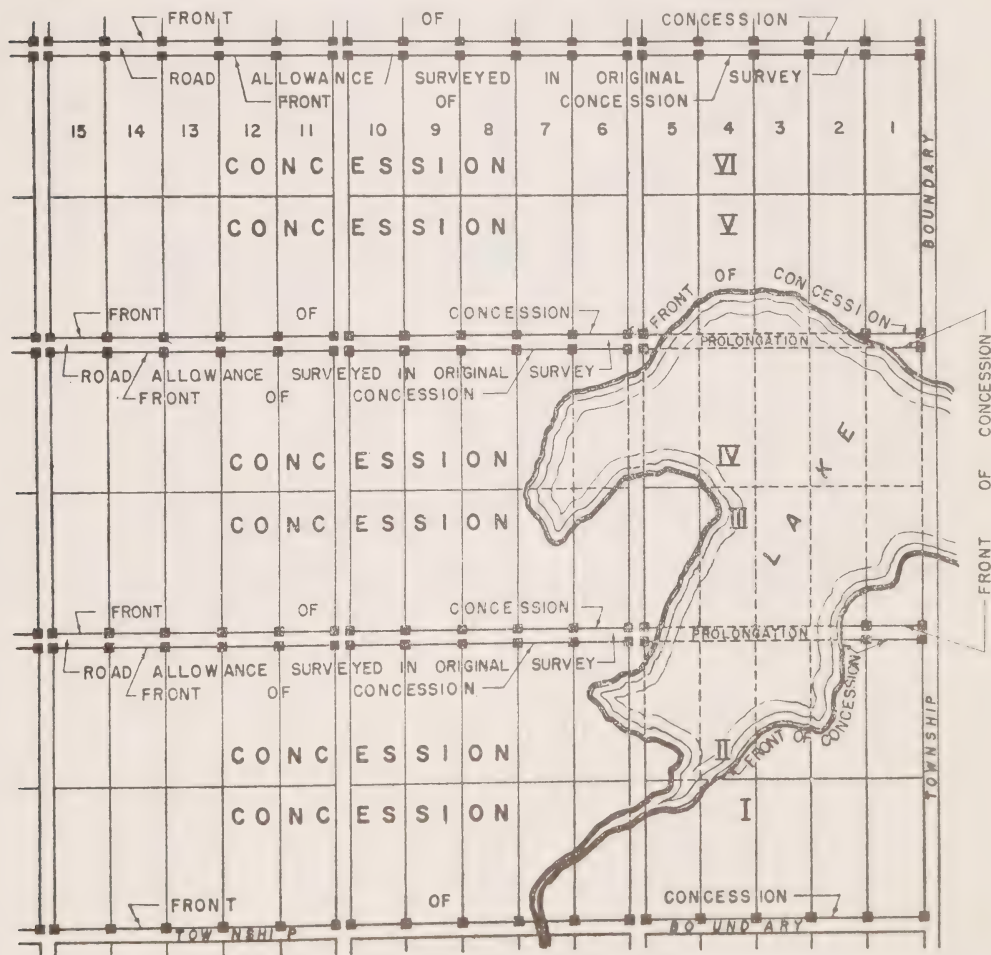 FRONT OF CONCESSION
ROAD ALLOWANCE SURVEYED IN ORIGINAL SURVEY
FRONT OF CONCESSION
15 14 13 12 11 10 9 8 7 6 5 4 3 2 1
CONCESSION VI
CONCESSION V
BOUNDARY
FRONT OF CONCESSION
FRONT OF CONCESSION
PROLONGATION
ROAD ALLOWANCE SURVEYED IN ORIGINAL SURVEY
FRONT OF CONCESSION
FRONT OF CONCESSION
CONCESSION IV
CONCESSION III
LAKE
FRONT OF CONCESSION
PROLONGATION
ROAD ALLOWANCE SURVEYED IN ORIGINAL SURVEY
FRONT OF CONCESSION
CONCESSION II
FRONT OF CONCESSION
CONCESSION I
TOWNSHIP
FRONT OF CONCESSION
TOWNSHIP BOUNDARY